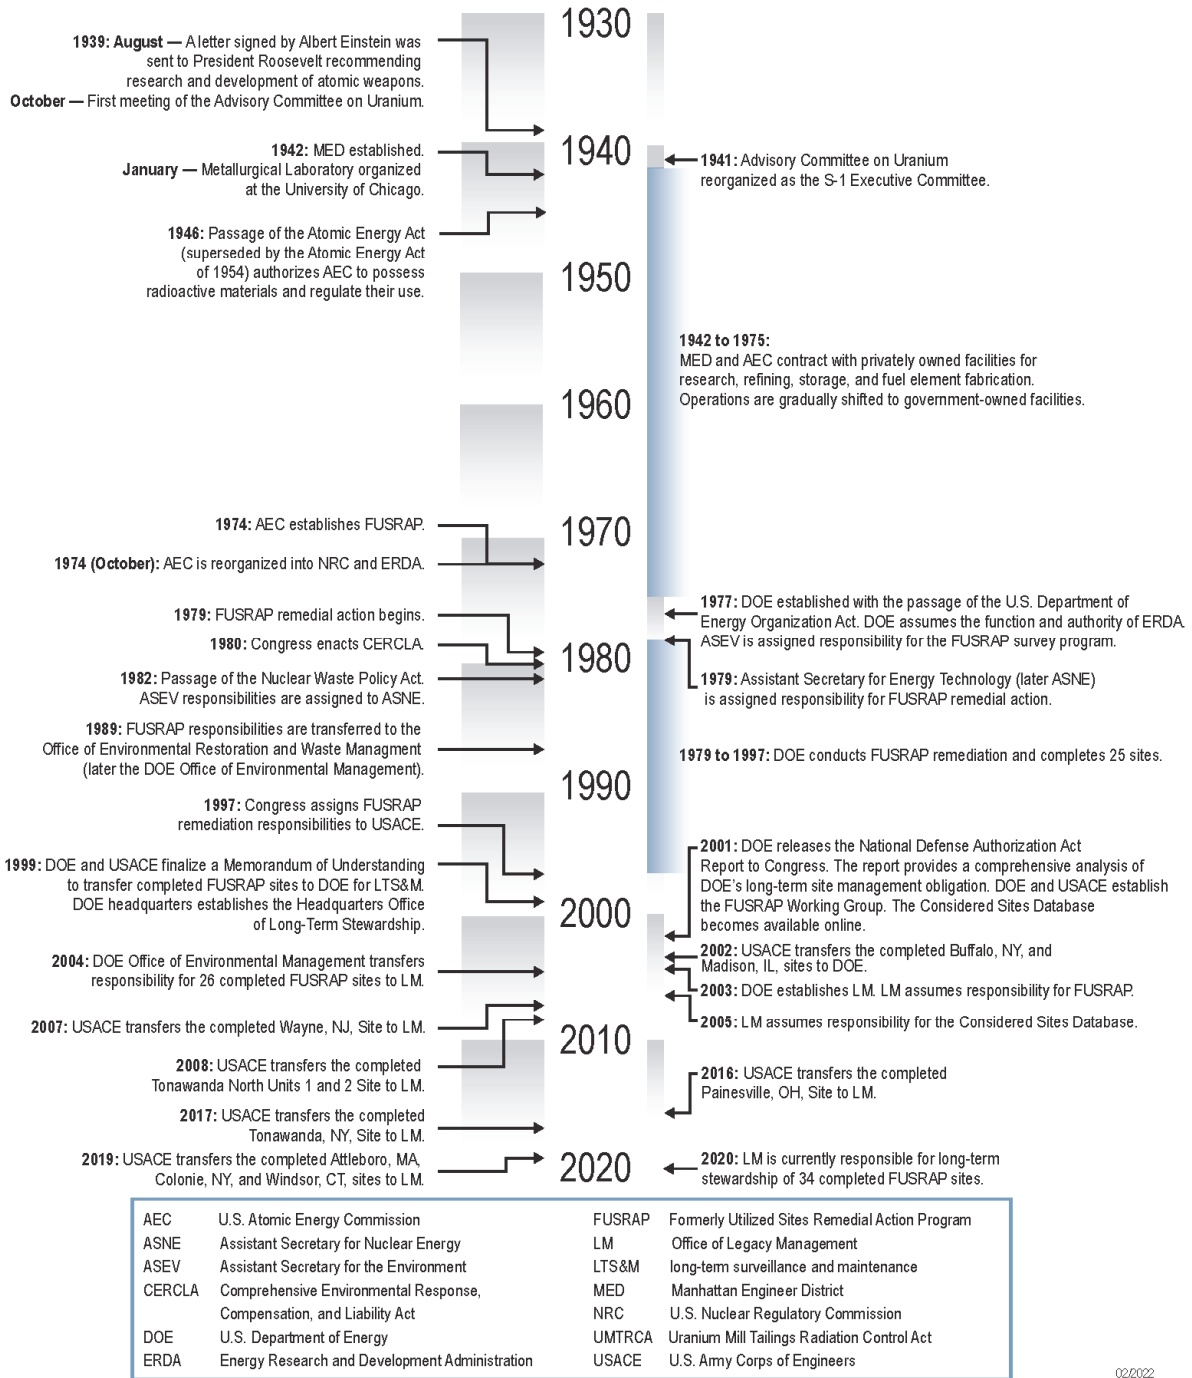 1930
1939: August — A letter signed by Albert Einstein was
sent to President Roosevelt recommending
research and development of atomic weapons.
October — First meeting of the Advisory Committee on Uranium.
1940
1942: MED established.
January — Metallurgical Laboratory organized
at the University of Chicago.
1941: Advisory Committee on Uranium
reorganized as the S-1 Executive Committee.
1946: Passage of the Atomic Energy Act
(superseded by the Atomic Energy Act
of 1954) authorizes AEC to possess
radioactive materials and regulate their use.
1950
1942 to 1975:
MED and AEC contract with privately owned facilities for
research, refining, storage, and fuel element fabrication.
Operations are gradually shifted to government-owned facilities.
1960
1970
1974: AEC establishes FUSRAP.
1974 (October): AEC is reorganized into NRC and ERDA.
1977: DOE established with the passage of the U.S. Department of
Energy Organization Act. DOE assumes the function and authority of ERDA.
ASEV is assigned responsibility for the FUSRAP survey program.
1979: FUSRAP remedial action begins.
1980: Congress enacts CERCLA.
1980
1982: Passage of the Nuclear Waste Policy Act.
ASEV responsibilities are assigned to ASNE.
1979: Assistant Secretary for Energy Technology (later ASNE)
is assigned responsibility for FUSRAP remedial action.
1989: FUSRAP responsibilities are transferred to the
Office of Environmental Restoration and Waste Managment
(later the DOE Office of Environmental Management).
1979 to 1997: DOE conducts FUSRAP remediation and completes 25 sites.
1990
1997: Congress assigns FUSRAP
remediation responsibilities to USACE.
1999: DOE and USACE finalize a Memorandum of Understanding
to transfer completed FUSRAP sites to DOE for LTS&M.
DOE headquarters establishes the Headquarters Office
of Long-Term Stewardship.
2001: DOE releases the National Defense Authorization Act
Report to Congress. The report provides a comprehensive analysis of
DOE's long-term site management obligation. DOE and USACE establish
the FUSRAP Working Group. The Considered Sites Database
becomes available online.
2000
2004: DOE Office of Environmental Management transfers
responsibility for 26 completed FUSRAP sites to LM.
2002: USACE transfers the completed Buffalo, NY, and
Madison, IL, sites to DOE.
2003: DOE establishes LM. LM assumes responsibility for FUSRAP.
2007: USACE transfers the completed Wayne, NJ, Site to LM.
2005: LM assumes responsibility for the Considered Sites Database.
2010
2008: USACE transfers the completed
Tonawanda North Units 1 and 2 Site to LM.
2016: USACE transfers the completed
Painesville, OH, Site to LM.
2017: USACE transfers the completed
Tonawanda, NY, Site to LM.
2019: USACE transfers the completed Attleboro, MA,
Colonie, NY, and Windsor, CT, sites to LM.
2020
2020: LM is currently responsible for long-term
stewardship of 34 completed FUSRAP sites.
AEC U.S. Atomic Energy Commission
ASNE Assistant Secretary for Nuclear Energy
ASEV Assistant Secretary for the Environment
CERCLA Comprehensive Environmental Response,
Compensation, and Liability Act
DOE U.S. Department of Energy
ERDA Energy Research and Development Administration
FUSRAP Formerly Utilized Sites Remedial Action Program
LM Office of Legacy Management
LTS&M long-term surveillance and maintenance
MED Manhattan Engineer District
NRC U.S. Nuclear Regulatory Commission
UMTRCA Uranium Mill Tailings Radiation Control Act
USACE U.S. Army Corps of Engineers
02/2022